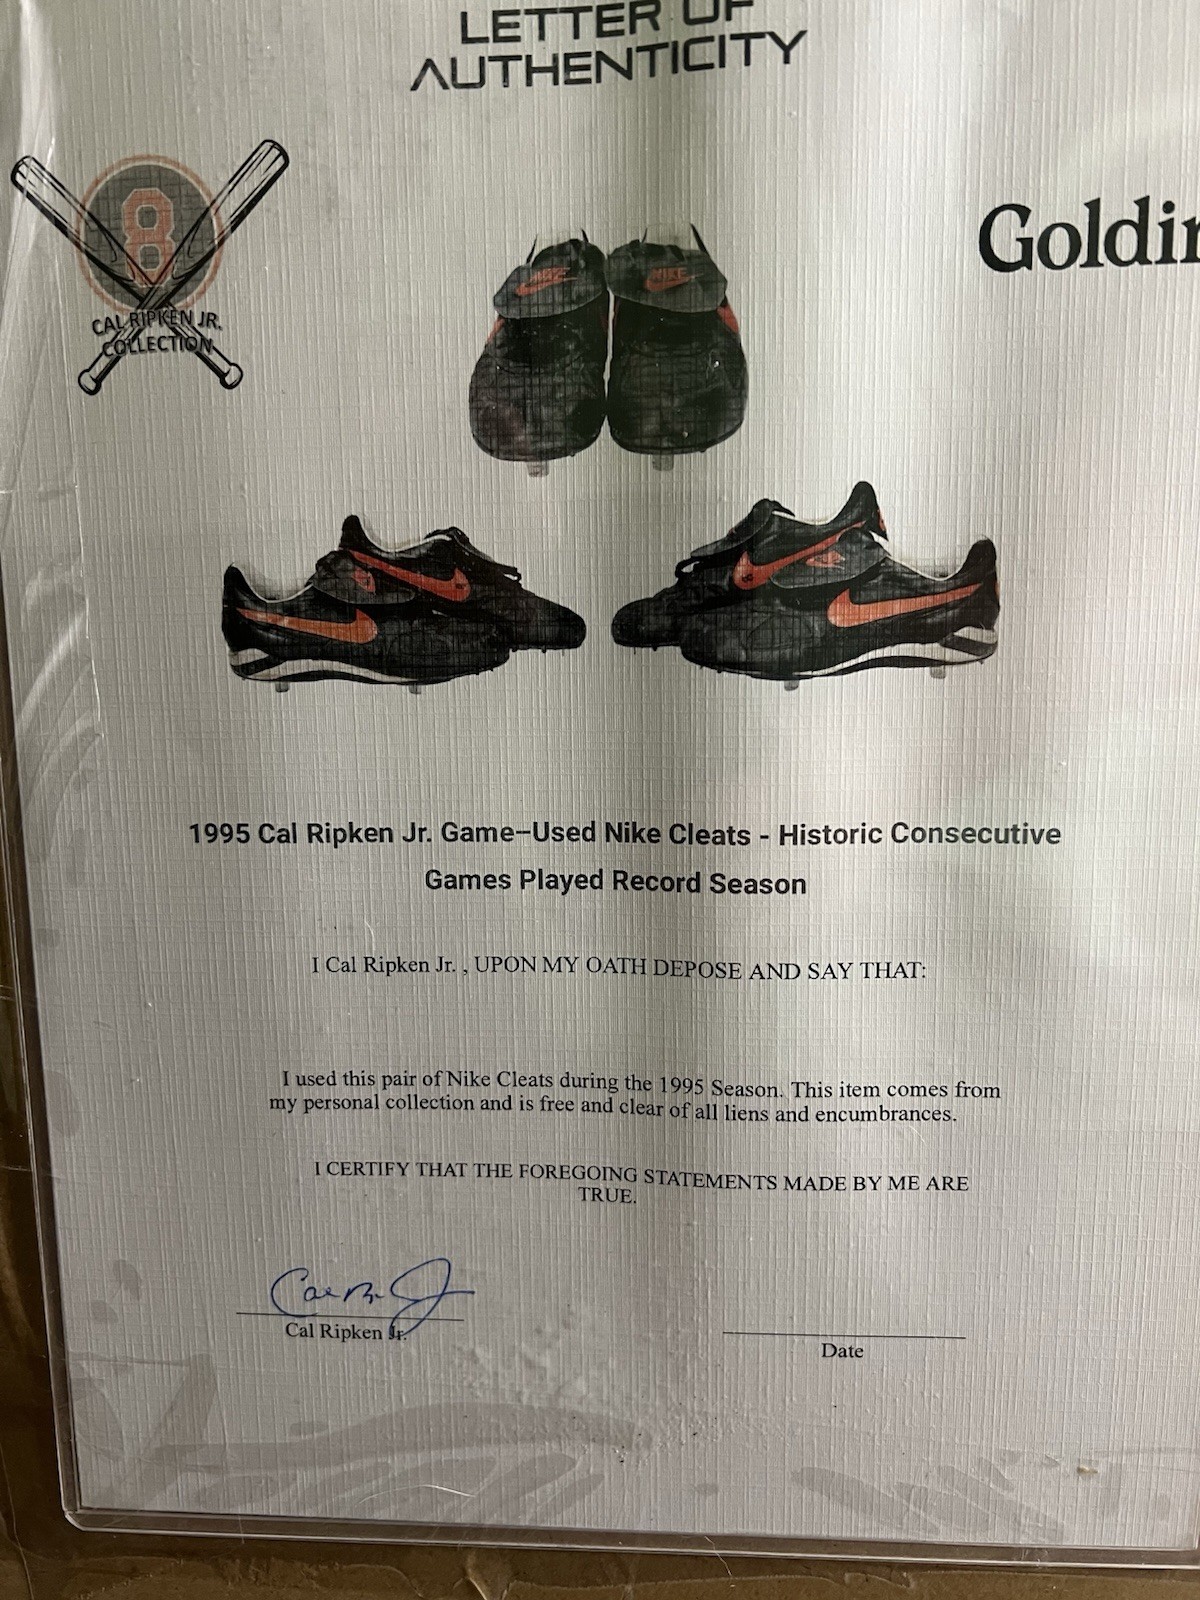 LETTER OF
AUTHENTICITY
8
CAL RIPKEN JR.
COLLECTION
Goldin
NIKE
NIKE
1995 Cal Ripken Jr. Game-Used Nike Cleats - Historic Consecutive
Games Played Record Season
I Cal Ripken Jr. , UPON MY OATH DEPOSE AND SAY THAT:
I used this pair of Nike Cleats during the 1995 Season. This item comes from
my personal collection and is free and clear of all liens and encumbrances.
I CERTIFY THAT THE FOREGOING STATEMENTS MADE BY ME ARE
TRUE.
Cal Ripken Jr.
Date